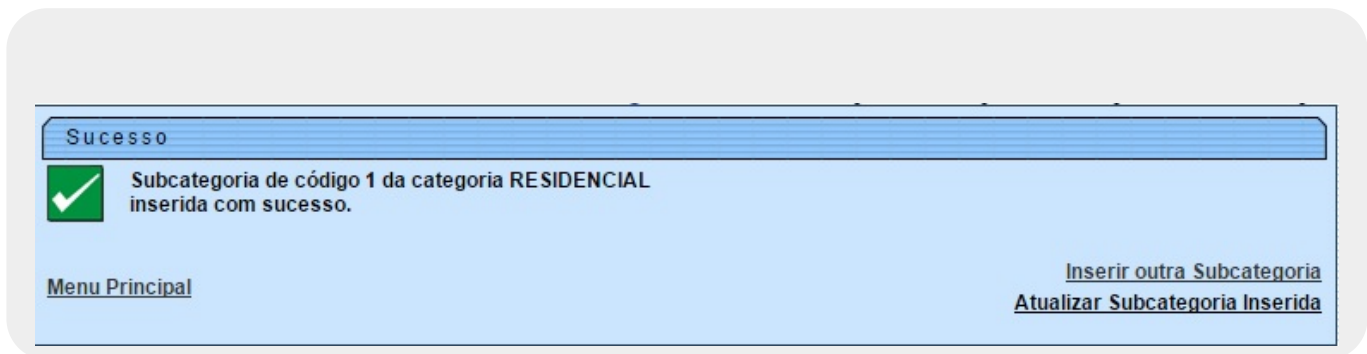 Sucesso
Subcategoria de código 1 da categoria RESIDENCIAL
inserida com sucesso.
Menu Principal
Inserir outra Subcategoria
Atualizar Subcategoria Inserida